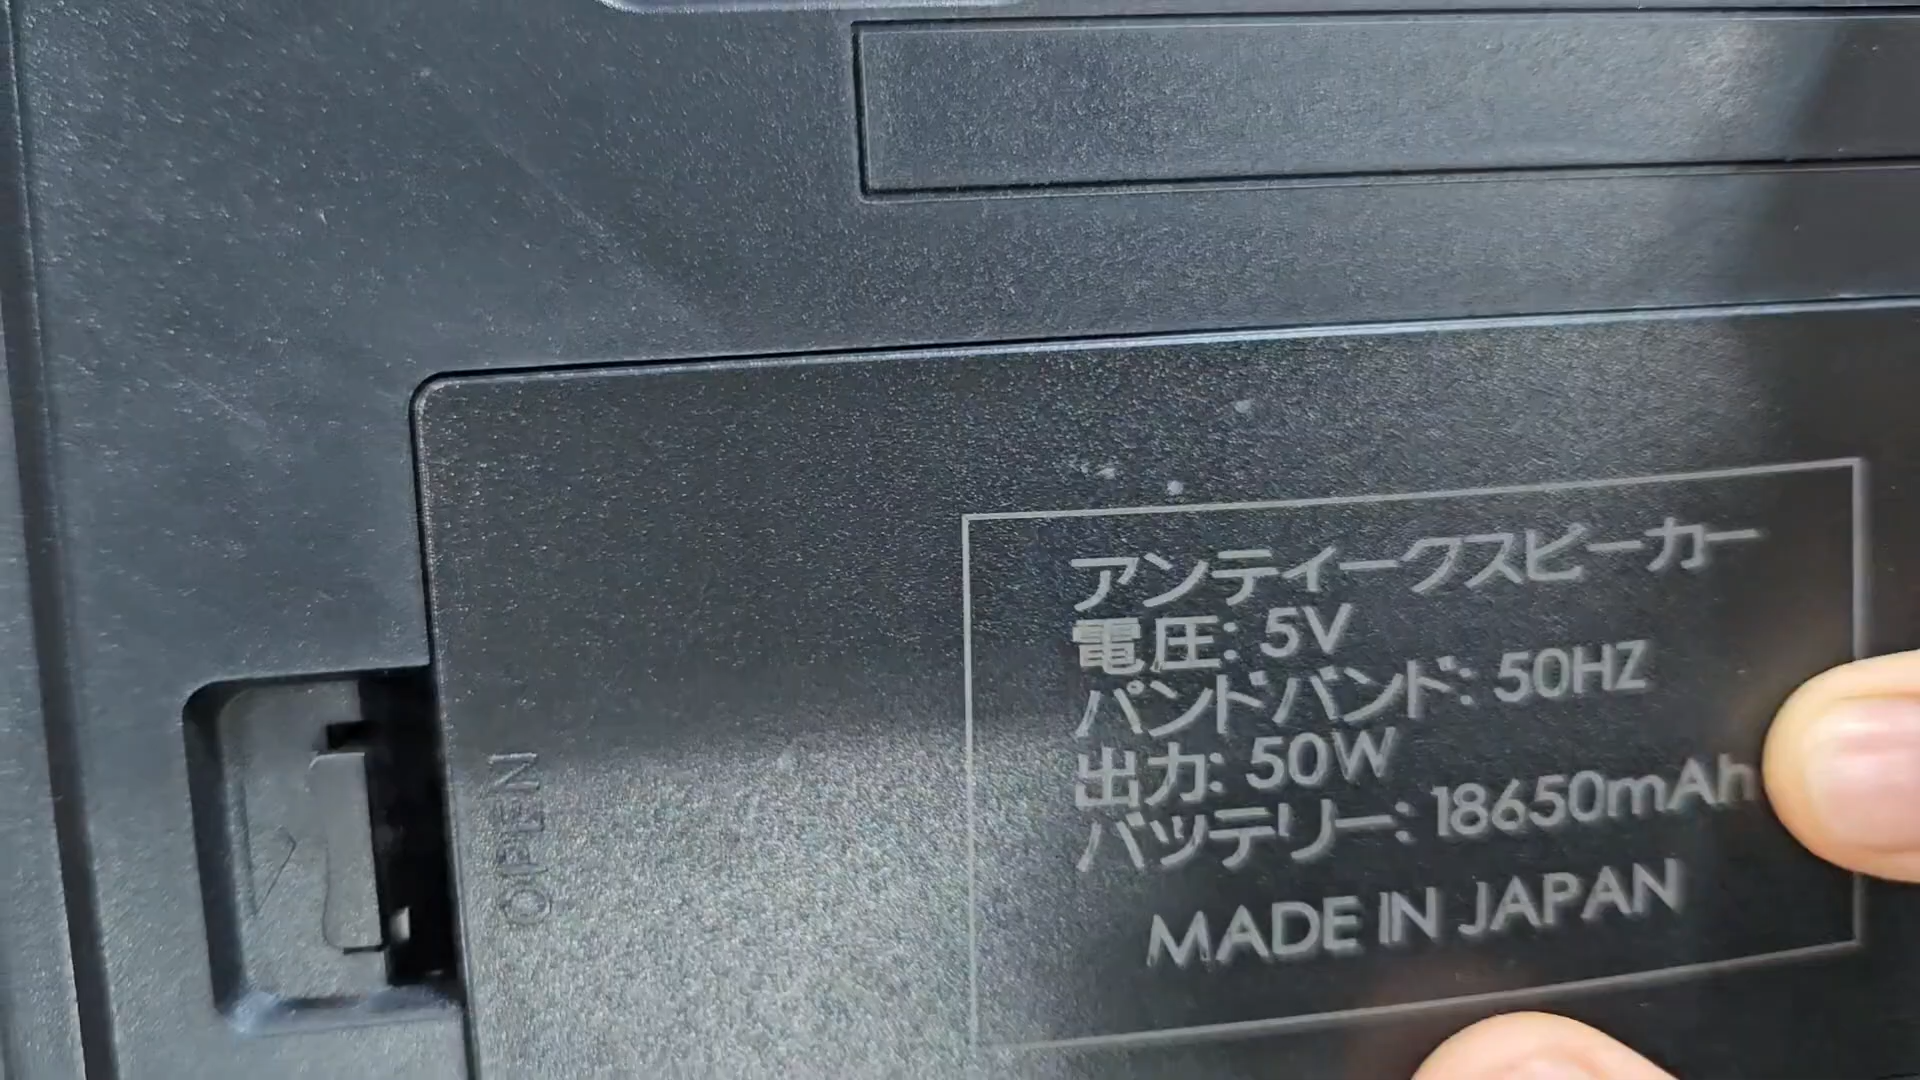 アンティークスピーカー
電圧: 5V
バンドバンド: 50HZ
出力: 50W
バッテリー: 18650mAh
MADE IN JAPAN
OPEN